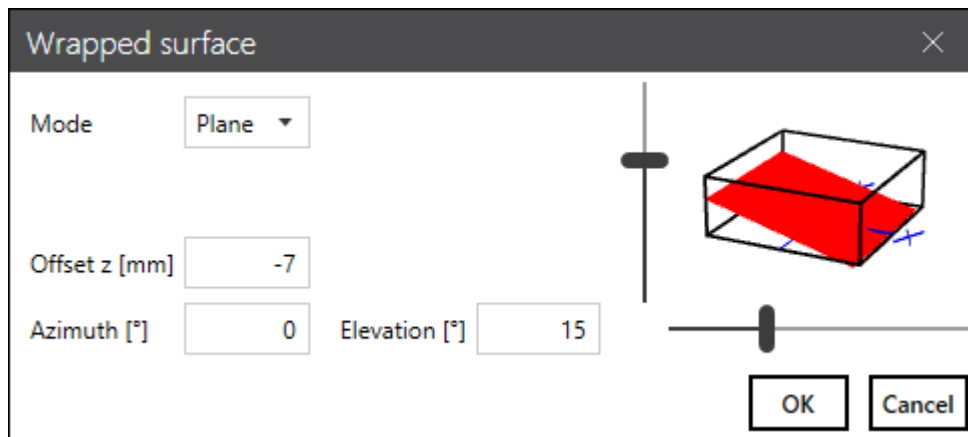 Wrapped surface
Mode Plane
Offset z [mm] -7
Azimuth [°] 0 Elevation [°] 15
X
OK Cancel